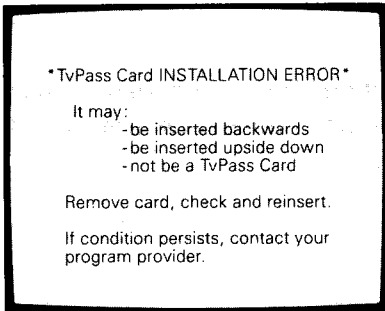 *TvPass Card INSTALLATION ERROR*
It may:
-be inserted backwards
-be inserted upside down
-not be a TvPass Card
Remove card, check and reinsert.
If condition persists, contact your
program provider.